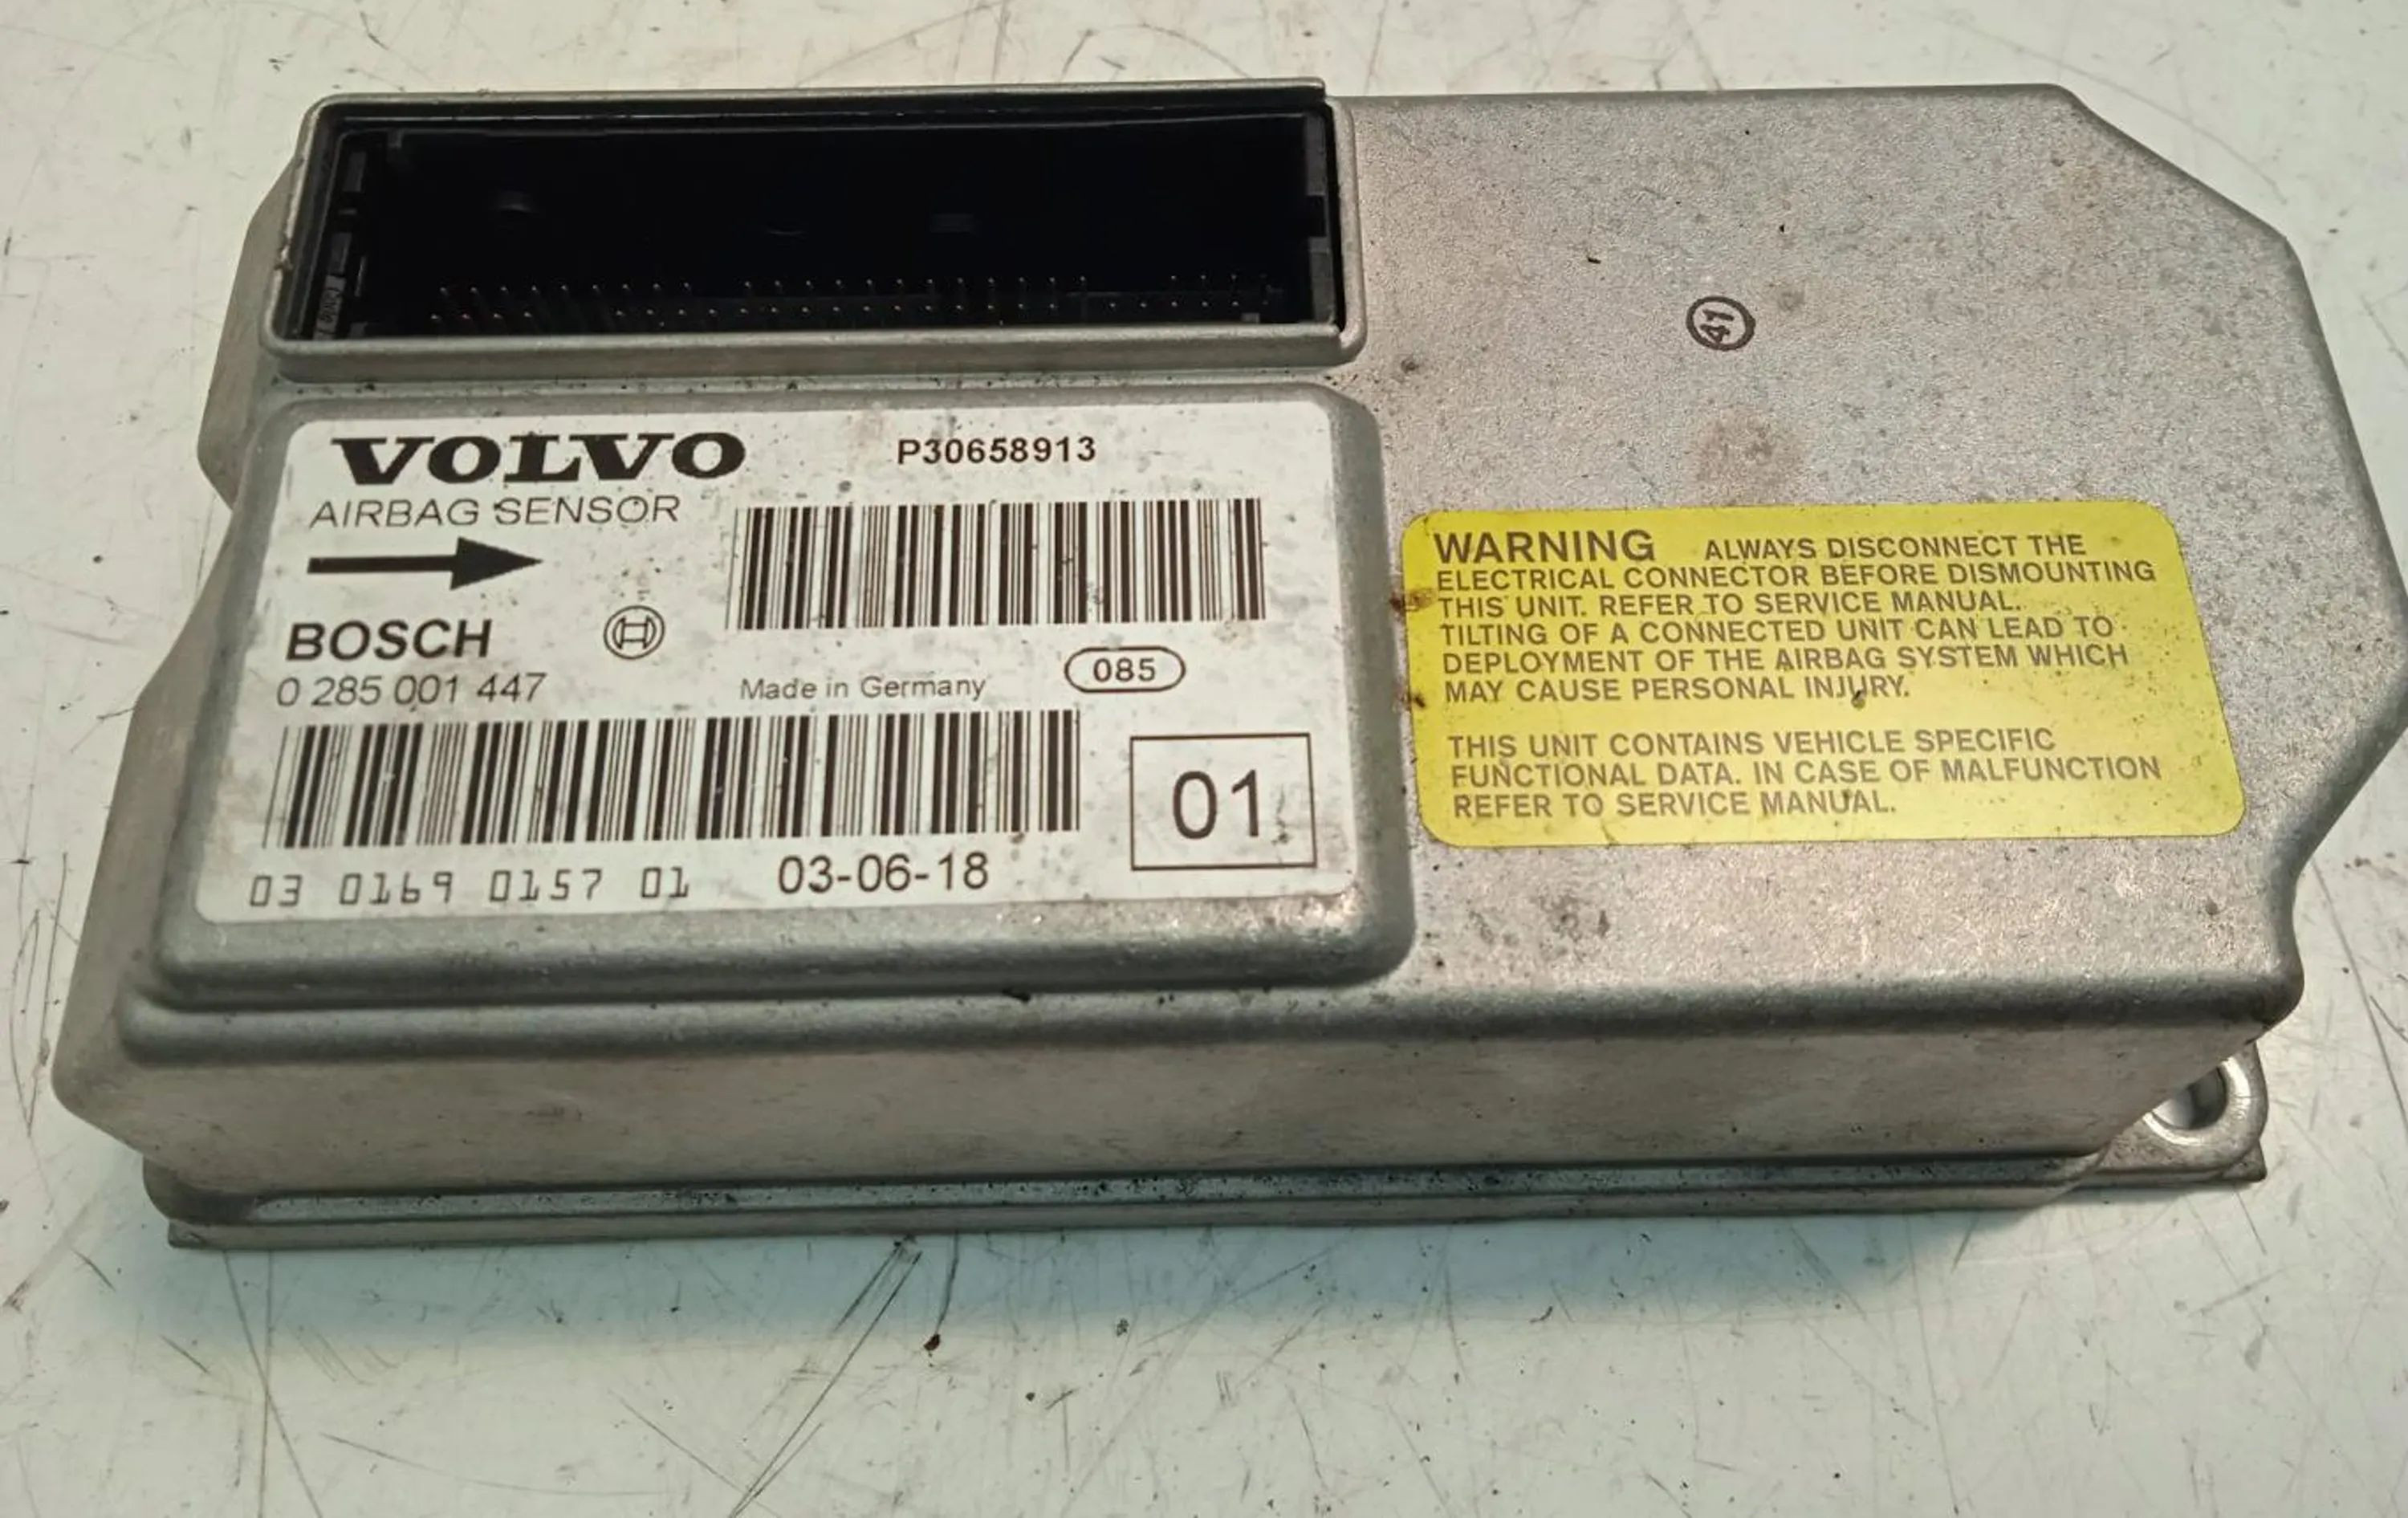 VOLVO
P30658913
AIRBAG SENSOR
BOSCH
0 285 001 447
Made in Germany
085
01
03 0169 0157 01
03-06-18
41
WARNING ALWAYS DISCONNECT THE
ELECTRICAL CONNECTOR BEFORE DISMOUNTING
THIS UNIT. REFER TO SERVICE MANUAL.
TILTING OF A CONNECTED UNIT CAN LEAD TO
DEPLOYMENT OF THE AIRBAG SYSTEM WHICH
MAY CAUSE PERSONAL INJURY.
THIS UNIT CONTAINS VEHICLE SPECIFIC
FUNCTIONAL DATA. IN CASE OF MALFUNCTION
REFER TO SERVICE MANUAL.